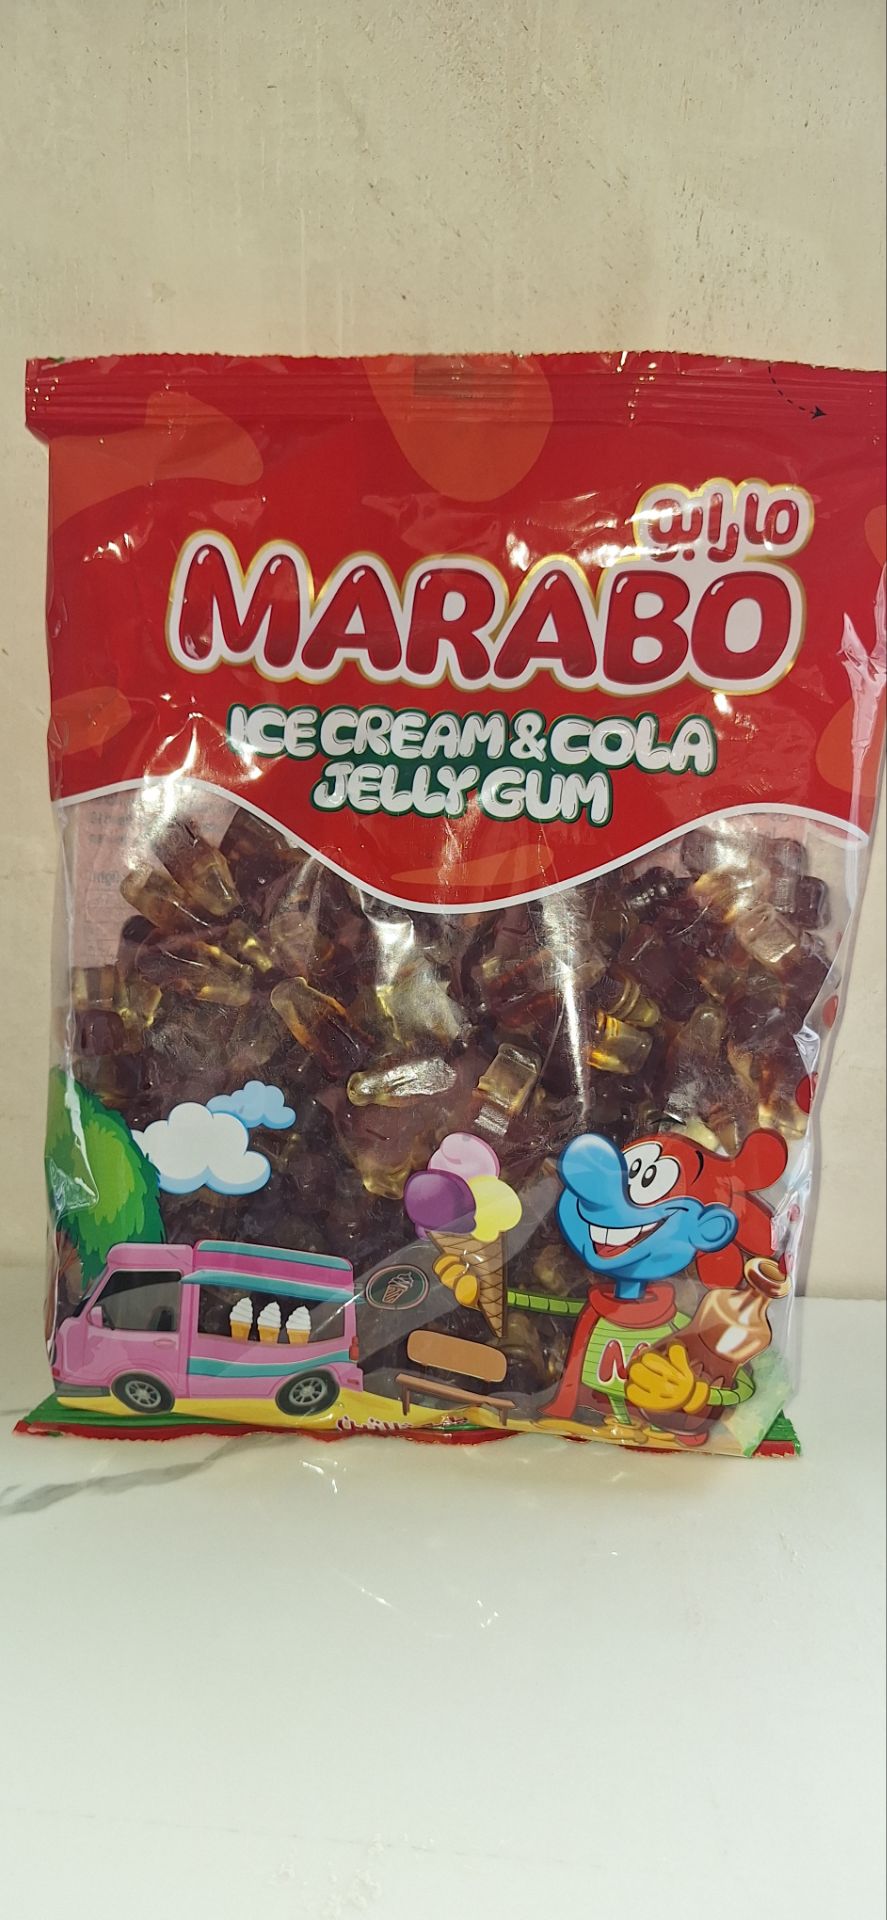 مارابو
MARABO
ICE CREAM & COLA
JELLY GUM
M